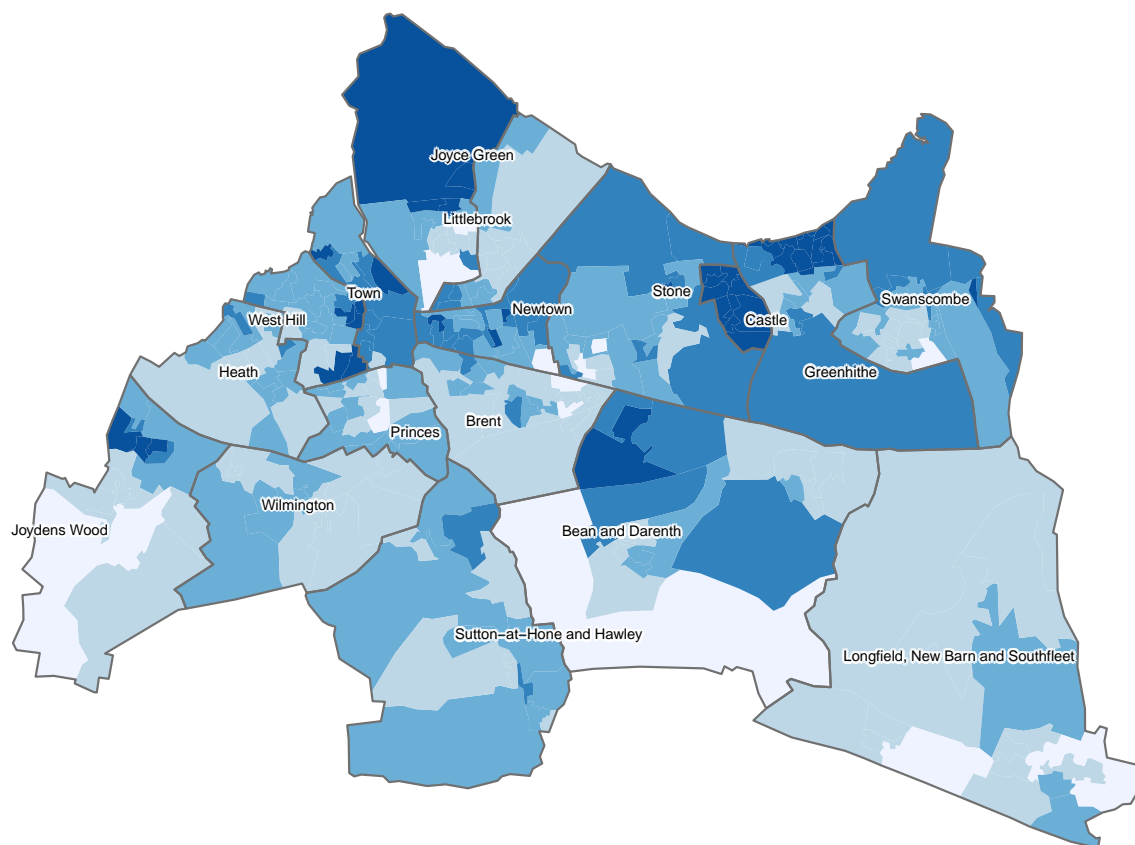 Joyce Green
Littlebrook
Town
Stone
Swanscombe
Newtown
West Hill
Castle
Heath
Greenhithe
Brent
Princes
Wilmington
Joydens Wood
Bean and Darenth
Sutton−at−Hone and Hawley
Longfield, New Barn and Southfleet